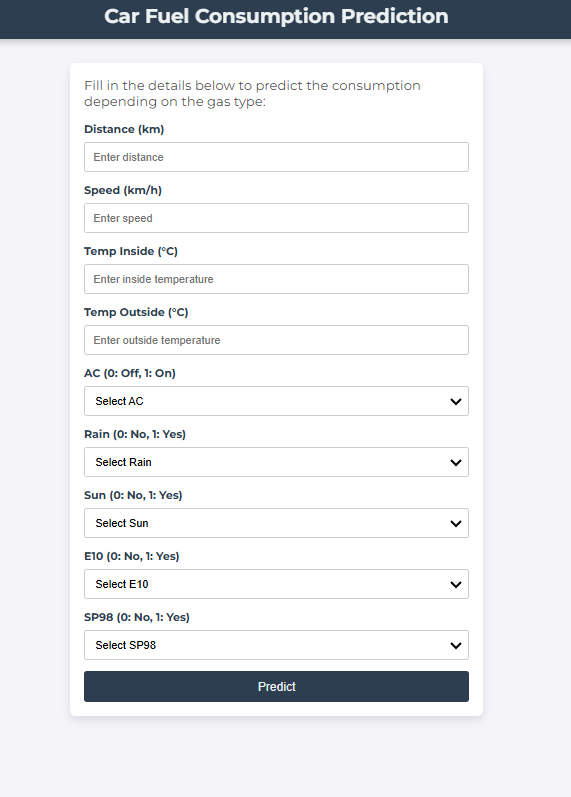 Car Fuel Consumption Prediction
Fill in the details below to predict the consumption
depending on the gas type:
Distance (km)
Enter distance
Speed (km/h)
Enter speed
Temp Inside (°C)
Enter inside temperature
Temp Outside (°C)
Enter outside temperature
AC (0: Off, 1: On)
Select AC
Rain (0: No, 1: Yes)
Select Rain
Sun (0: No, 1: Yes)
Select Sun
E10 (0: No, 1: Yes)
Select E10
SP98 (0: No, 1: Yes)
Select SP98
Predict